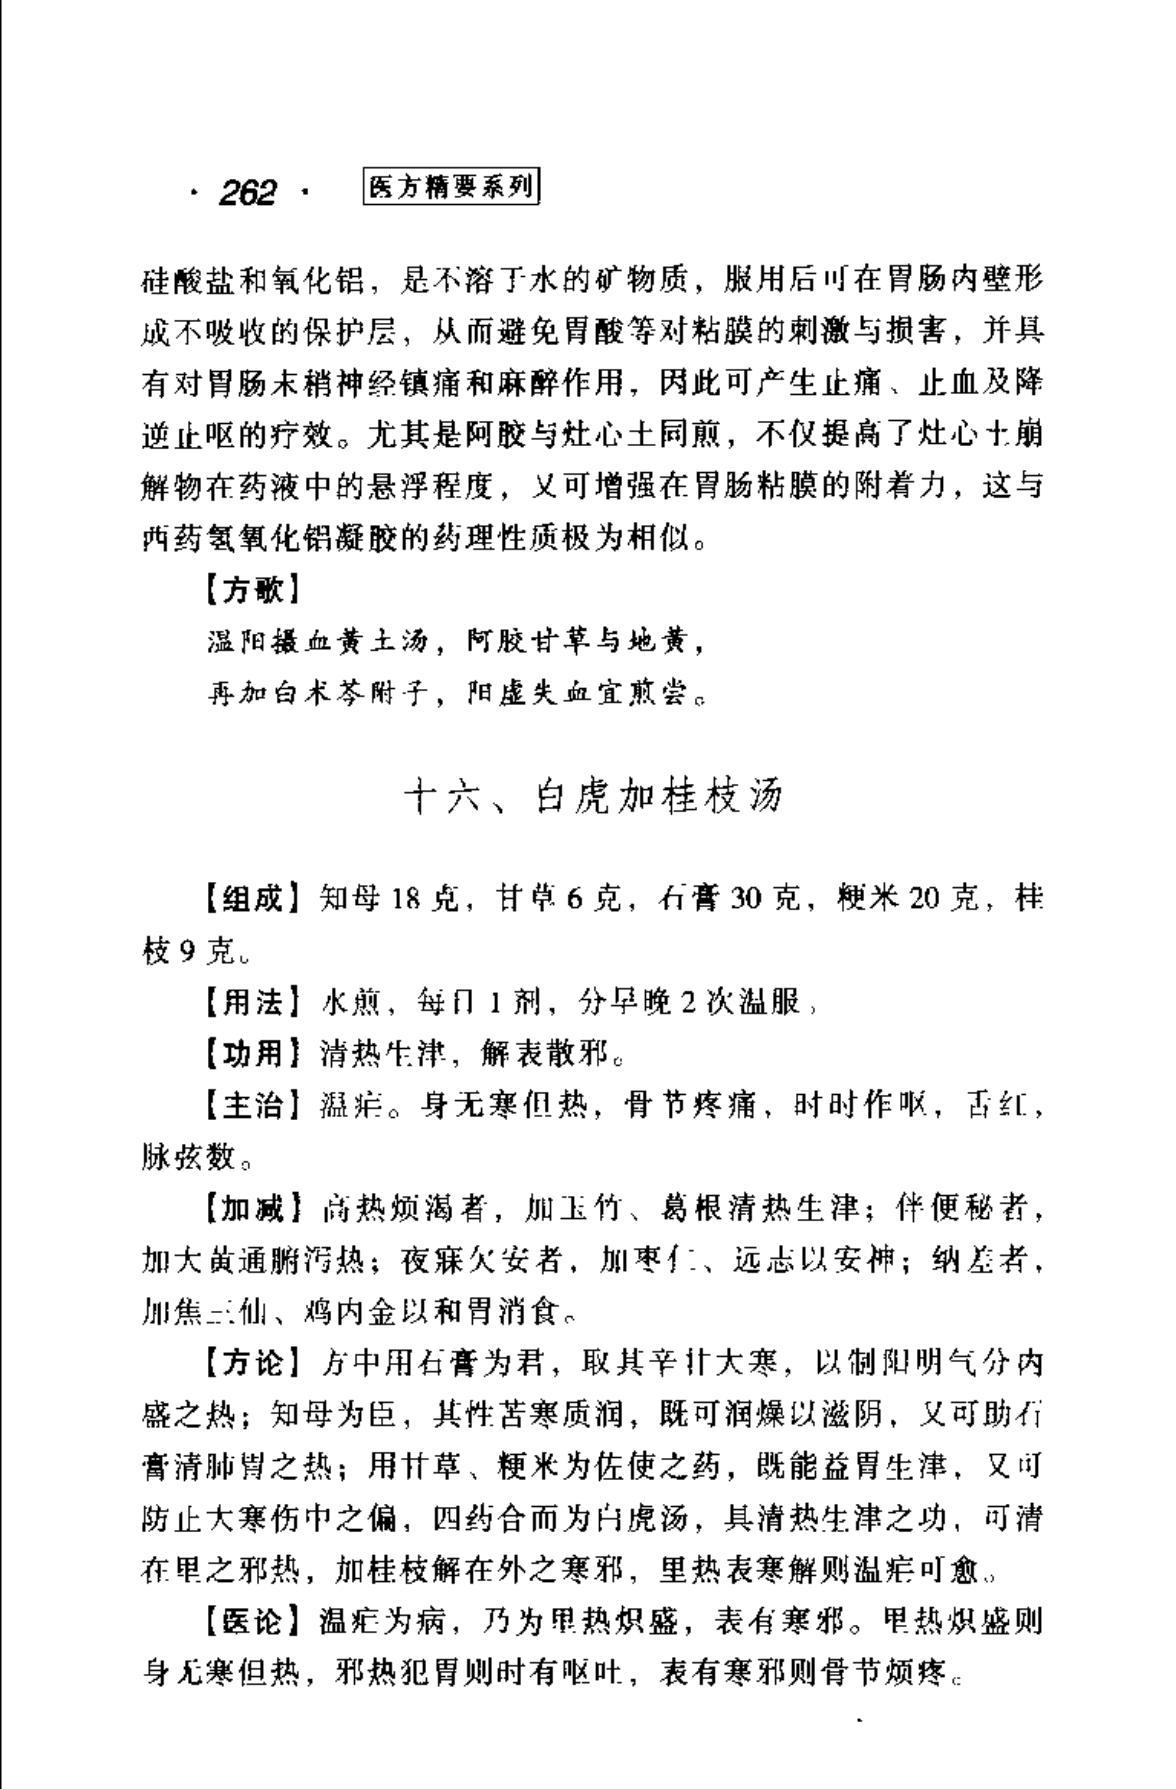 · 262 · 医方精要系列
硅酸盐和氧化铝，是不溶于水的矿物质，服用后可在胃肠内壁形
成不吸收的保护层，从而避免胃酸等对粘膜的刺激与损害，并具
有对胃肠末稍神经镇痛和麻醉作用，因此可产生止痛、止血及降
逆止呕的疗效。尤其是阿胶与灶心土同煎，不仅提高了灶心土崩
解物在药液中的悬浮程度，又可增强在胃肠粘膜的附着力，这与
西药氢氧化铝凝胶的药理性质极为相似。
【方歌】
温阳摄血黄土汤，阿胶甘草与地黄，
再加白术芩附子，阳虚失血宜煎尝。
十六、白虎加桂枝汤
【组成】知母 18 克，甘草 6 克，石膏 30 克，粳米 20 克，桂
枝 9 克。
【用法】水煎，每日 1 剂，分早晚 2 次温服。
【功用】清热生津，解表散邪。
【主治】温疟。身无寒但热，骨节疼痛，时时作呕，舌红，
脉弦数。
【加减】高热烦渴者，加玉竹、葛根清热生津；伴便秘者，
加大黄通腑泻热；夜寐欠安者，加枣仁、远志以安神；纳差者，
加焦三仙、鸡内金以和胃消食。
【方论】方中用石膏为君，取其辛甘大寒，以制阳明气分内
盛之热；知母为臣，其性苦寒质润，既可润燥以滋阴，又可助石
膏清肺胃之热；用甘草、粳米为佐使之药，既能益胃生津，又可
防止大寒伤中之偏，四药合而为白虎汤，具清热生津之功，可清
在里之邪热，加桂枝解在外之寒邪，里热表寒解则温疟可愈。
【医论】温疟为病，乃为里热炽盛，表有寒邪。里热炽盛则
身无寒但热，邪热犯胃则时有呕吐，表有寒邪则骨节烦疼。